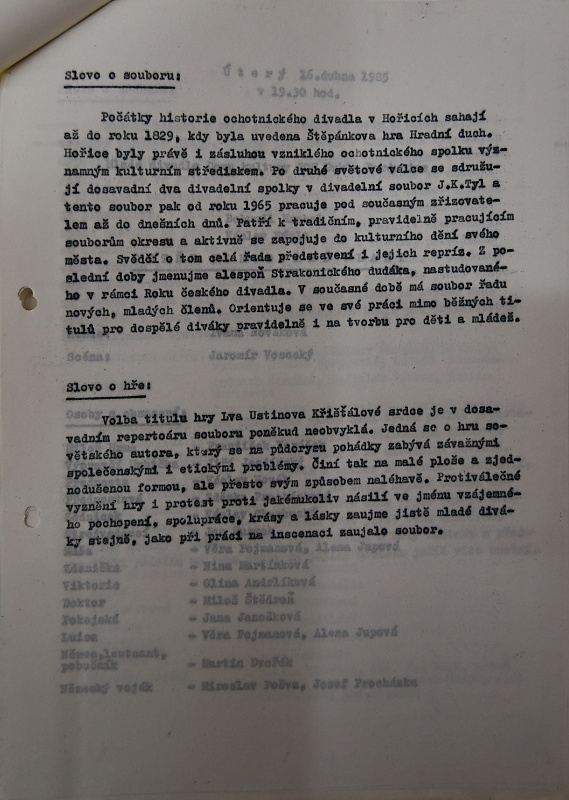 Slovo o souboru:
Úterý 16.dubna 1985
v 19.30 hod.
Počátky historie ochotnického divadla v Hořicích sahají
až do roku 1829, kdy byla uvedena Štěpánkova hra Hradní duch.
Hořice byly právě i zásluhou vzniklého ochotnického spolku výz-
namným kulturním střediskem. Po druhé světové válce se sdružu-
jí dosavadní dva divadelní spolky v divadelní soubor J.K.Tyl a
tento soubor pak od roku 1965 pracuje pod současným zřizovate-
lem až do dnešních dnů. Patří k tradičním, pravidelně pracujícím
souborům okresu a aktivně se zapojuje do kulturního dění svého
města. Svědčí o tom celá řada představení i jejich repríz. Z po-
slední doby jmenujme alespoň Strakonického dudáka, nastudované-
ho v rámci Roku českého divadla. V současné době má soubor řadu
nových, mladých členů. Orientuje se ve své práci mimo běžných ti-
tulů pro dospělé diváky pravidelně i na tvorbu pro děti a mládež.
Scéna: Jaromír Vosecký
Slovo o hře:
Volba titulu hry Lva Ustinova Křišťálové srdce je v dosa-
vadním repertoáru souboru poněkud neobvyklá. Jedná se o hru so-
větského autora, který se na půdorysu pohádky zabývá závažnými
společenskými i etickými problémy. Činí tak na malé ploše a zjed-
nodušenou formou, ale přesto svým způsobem naléhavě. Protiválečné
vyznění hry i protest proti jakémukoliv násilí ve jménu vzájemné-
ho pochopení, spolupráce, krásy a lásky zaujme jistě mladé divá-
ky stejně, jako při práci na inscenaci zaujalo soubor.
- Věra Pojmanová, Alena Jupová
Zdenička - Nina Martínková
Viktorie - Olina Andrlíková
Doktor - Miloš Štědroň
Pokojská - Jana Janošková
Luisa - Věra Pojmanová, Alena Jupová
Němec, leutnant,
pobočník - Martin Dvořák
Německý voják - Miroslav Pošva, Josef Procházka